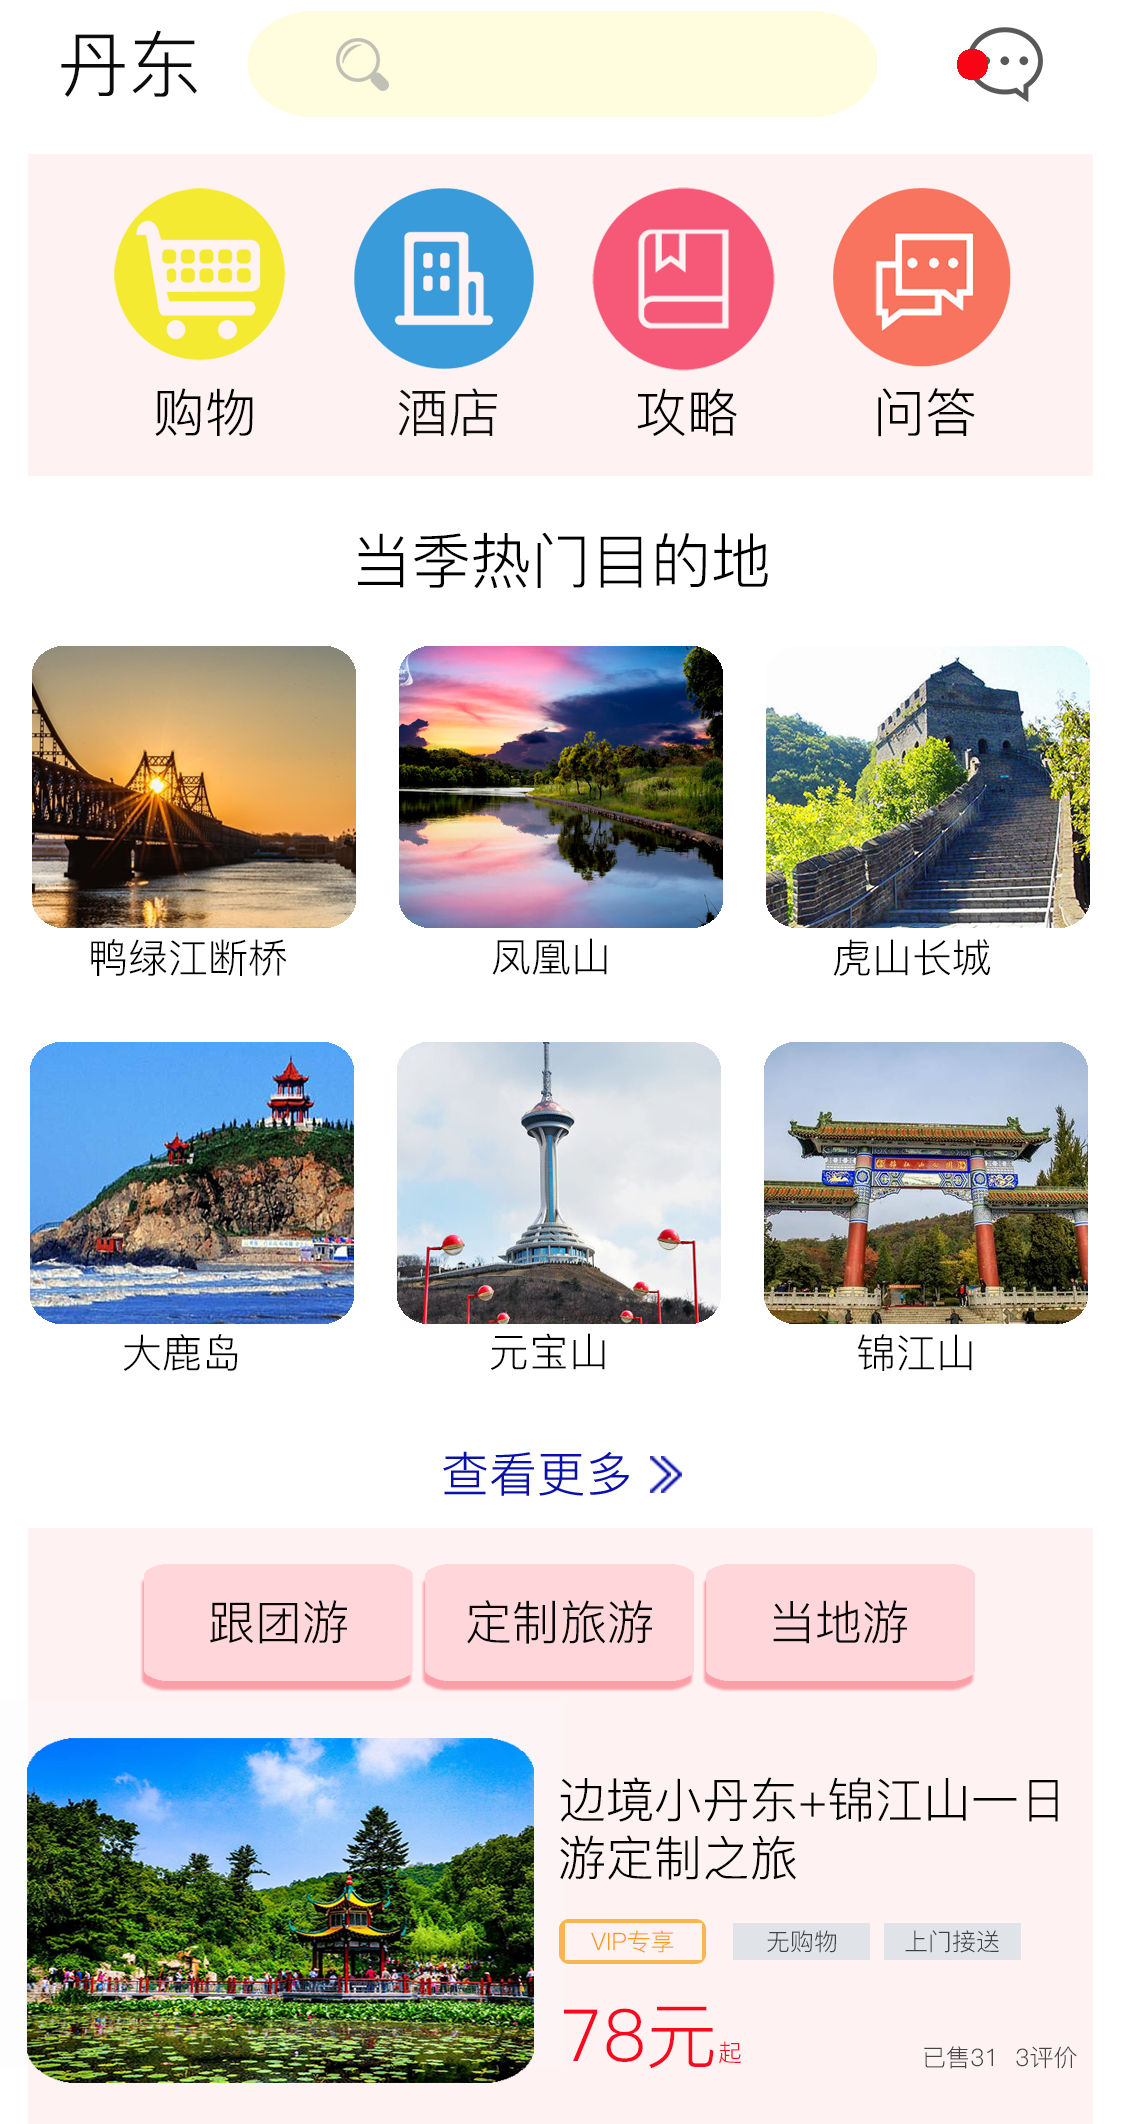 丹东
购物 酒店 攻略 问答
当季热门目的地
鸭绿江断桥 凤凰山 虎山长城
大鹿岛 元宝山 锦江山
查看更多
跟团游 定制旅游 当地游
边境小丹东+锦江山一日
游定制之旅
VIP专享 无购物 上门接送
78元起 已售31 3评价